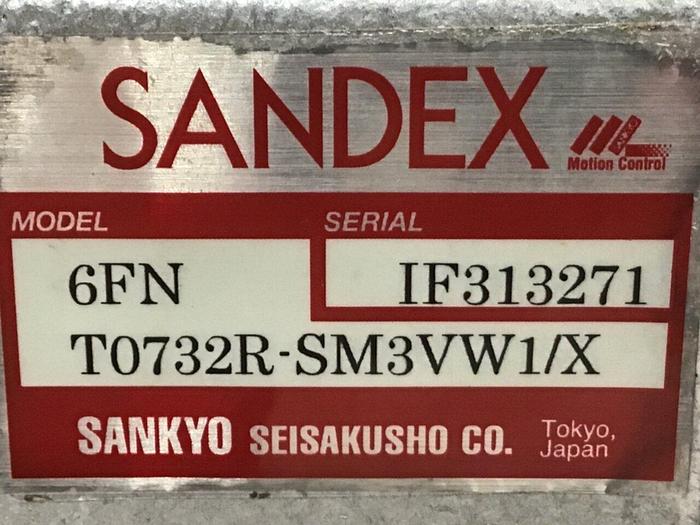 SANDEX
Motion Control
MODEL
SERIAL
6FN
IF313271
T0732R-SM3VW1/X
SANKYO SEISAKUSHO CO.
Tokyo,
Japan